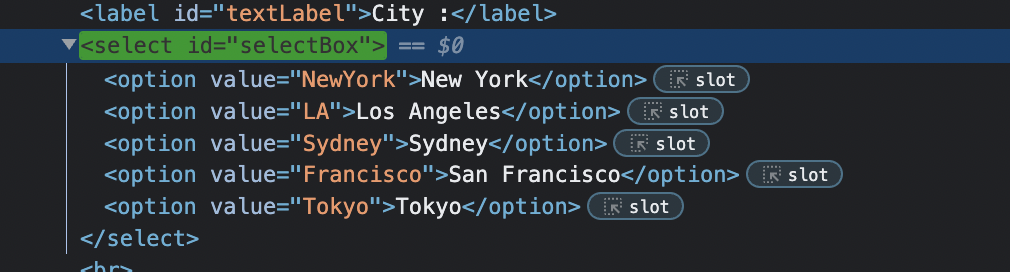 <label id="textLabel">City :</label>
<select id="selectBox"> == $0
<option value="NewYork">New York</option> slot
<option value="LA">Los Angeles</option> slot
<option value="Sydney">Sydney</option> slot
<option value="Francisco">San Francisco</option> slot
<option value="Tokyo">Tokyo</option> slot
</select>
<br>